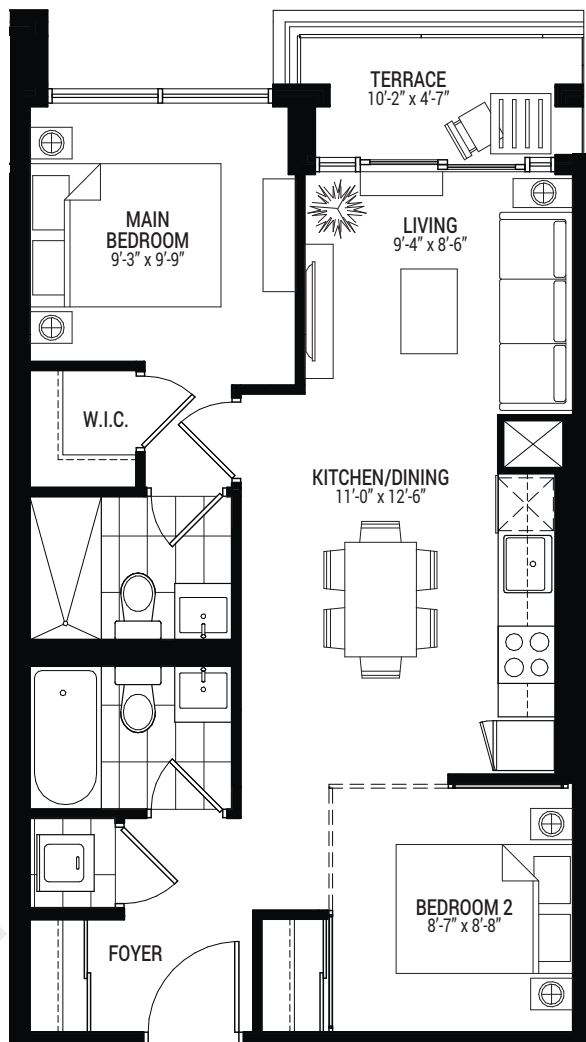 TERRACE
10'-2" x 4'-7"
MAIN
BEDROOM
9'-3" x 9'-9"
LIVING
9'-4" x 8'-6"
W.I.C.
KITCHEN/DINING
11'-0" x 12'-6"
BEDROOM 2
8'-7" x 8'-8"
FOYER